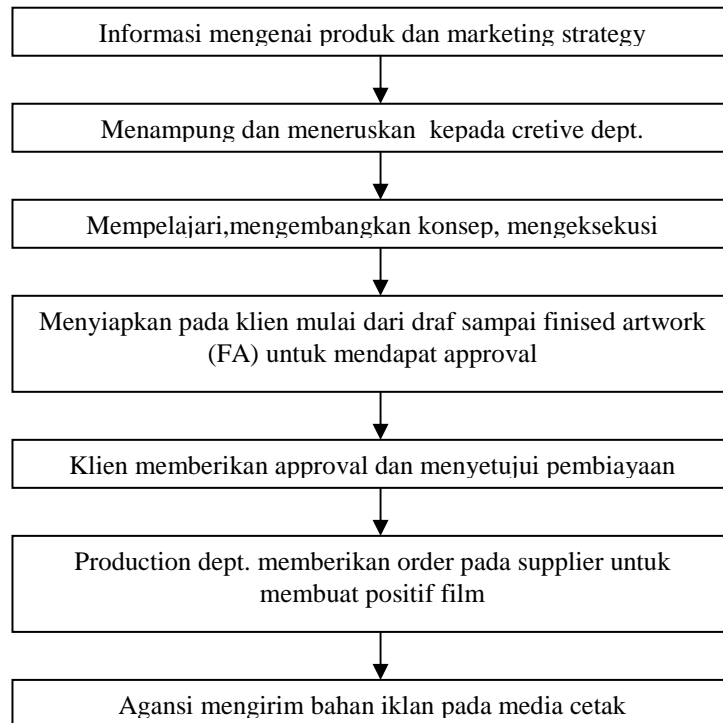 Informasi mengenai produk dan marketing strategy
Menampung dan meneruskan  kepada cretive dept.
Mempelajari,mengembangkan konsep, mengeksekusi
Menyiapkan pada klien mulai dari draf sampai finised artwork
(FA) untuk mendapat approval
Klien memberikan approval dan menyetujui pembiayaan
Production dept. memberikan order pada supplier untuk
membuat positif film
Agansi mengirim bahan iklan pada media cetak